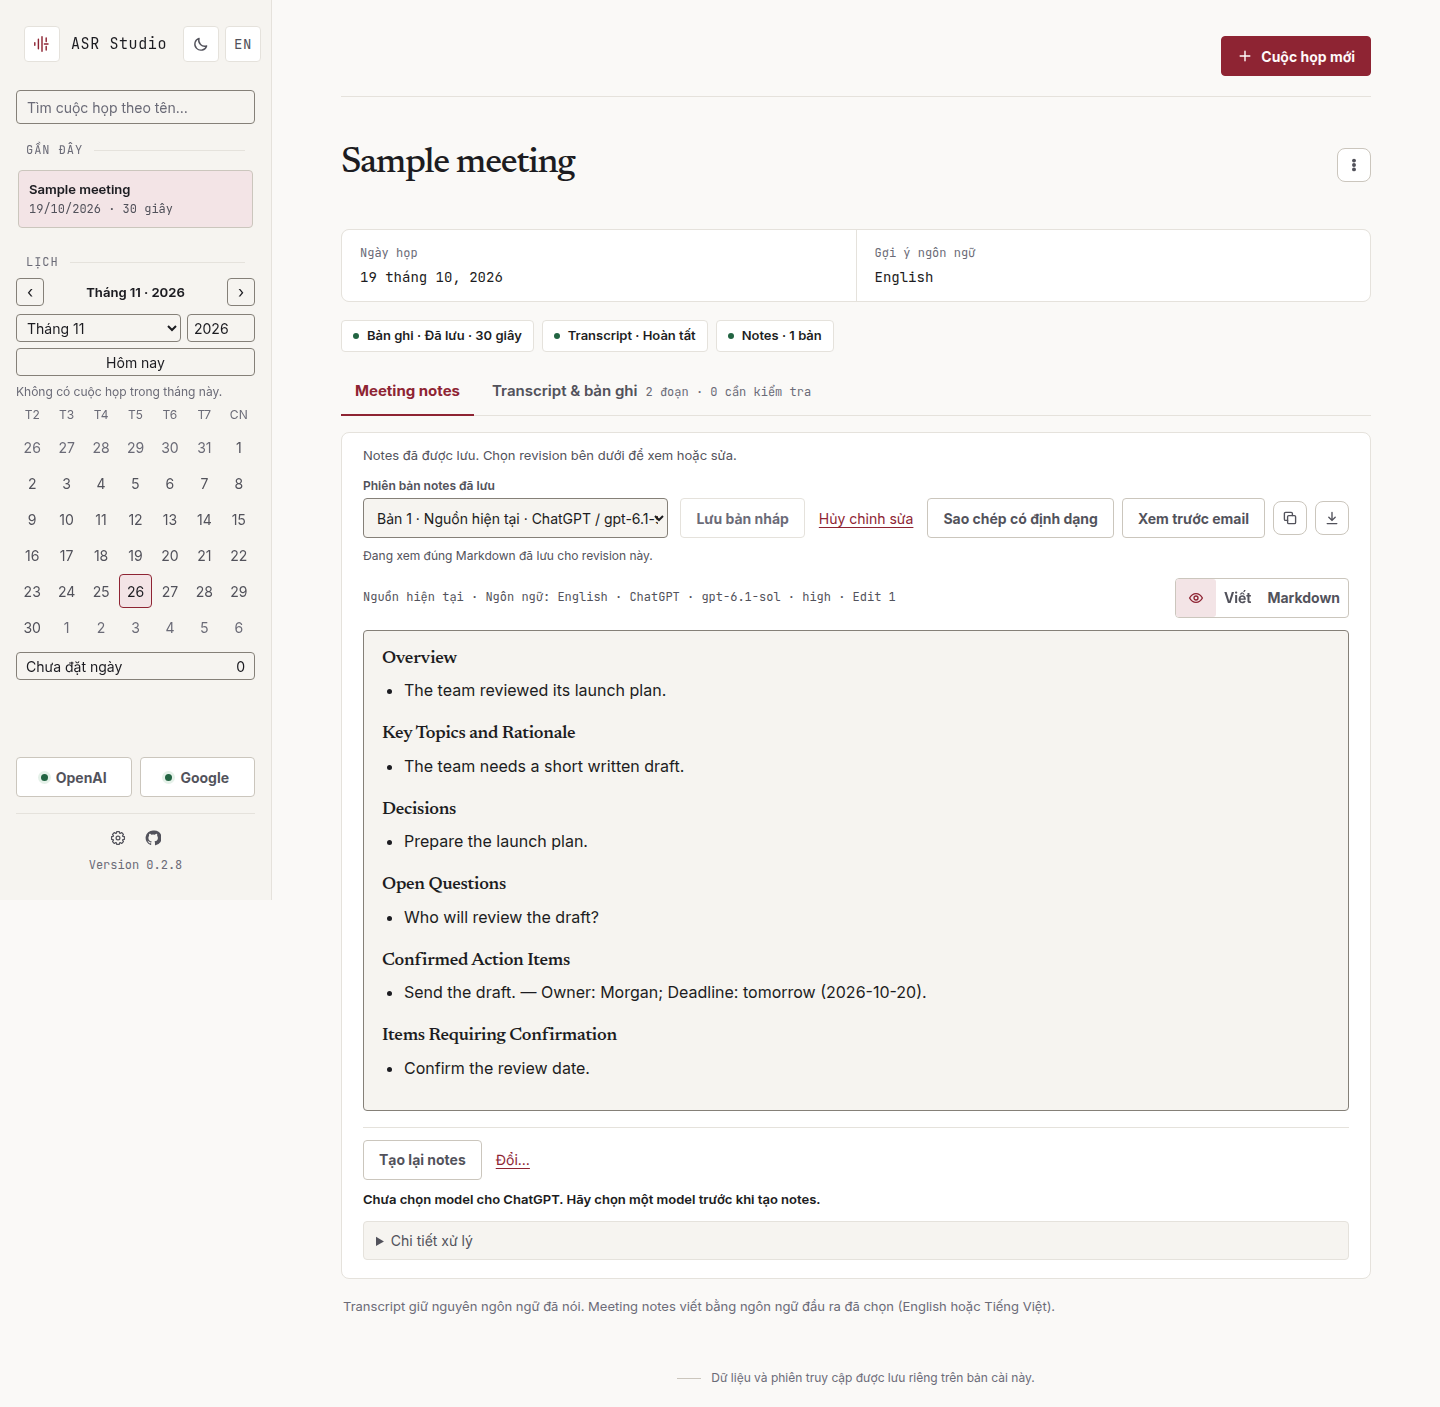 ASR Studio
EN
Tìm cuộc họp theo tên...
GẦN ĐÂY
Sample meeting
19/10/2026 · 30 giây
LỊCH
‹
Tháng 11 · 2026
›
Tháng 11
2026
Hôm nay
Không có cuộc họp trong tháng này.
T2 T3 T4 T5 T6 T7 CN
26 27 28 29 30 31 1
2 3 4 5 6 7 8
9 10 11 12 13 14 15
16 17 18 19 20 21 22
23 24 25 26 27 28 29
30 1 2 3 4 5 6
Chưa đặt ngày 0
OpenAI
Google
Version 0.2.8
Cuộc họp mới
Sample meeting
Ngày họp
19 tháng 10, 2026
Gợi ý ngôn ngữ
English
Bản ghi · Đã lưu · 30 giây
Transcript · Hoàn tất
Notes · 1 bản
Meeting notes
Transcript & bản ghi 2 đoạn · 0 cần kiểm tra
Notes đã được lưu. Chọn revision bên dưới để xem hoặc sửa.
Phiên bản notes đã lưu
Bản 1 · Nguồn hiện tại · ChatGPT / gpt-6.1-
Lưu bản nháp
Hủy chỉnh sửa
Sao chép có định dạng
Xem trước email
Đang xem đúng Markdown đã lưu cho revision này.
Nguồn hiện tại · Ngôn ngữ: English · ChatGPT · gpt-6.1-sol · high · Edit 1
Viết
Markdown
Overview
• The team reviewed its launch plan.
Key Topics and Rationale
• The team needs a short written draft.
Decisions
• Prepare the launch plan.
Open Questions
• Who will review the draft?
Confirmed Action Items
• Send the draft. — Owner: Morgan; Deadline: tomorrow (2026-10-20).
Items Requiring Confirmation
• Confirm the review date.
Tạo lại notes
Đổi...
Chưa chọn model cho ChatGPT. Hãy chọn một model trước khi tạo notes.
Chi tiết xử lý
Transcript giữ nguyên ngôn ngữ đã nói. Meeting notes viết bằng ngôn ngữ đầu ra đã chọn (English hoặc Tiếng Việt).
Dữ liệu và phiên truy cập được lưu riêng trên bản cài này.